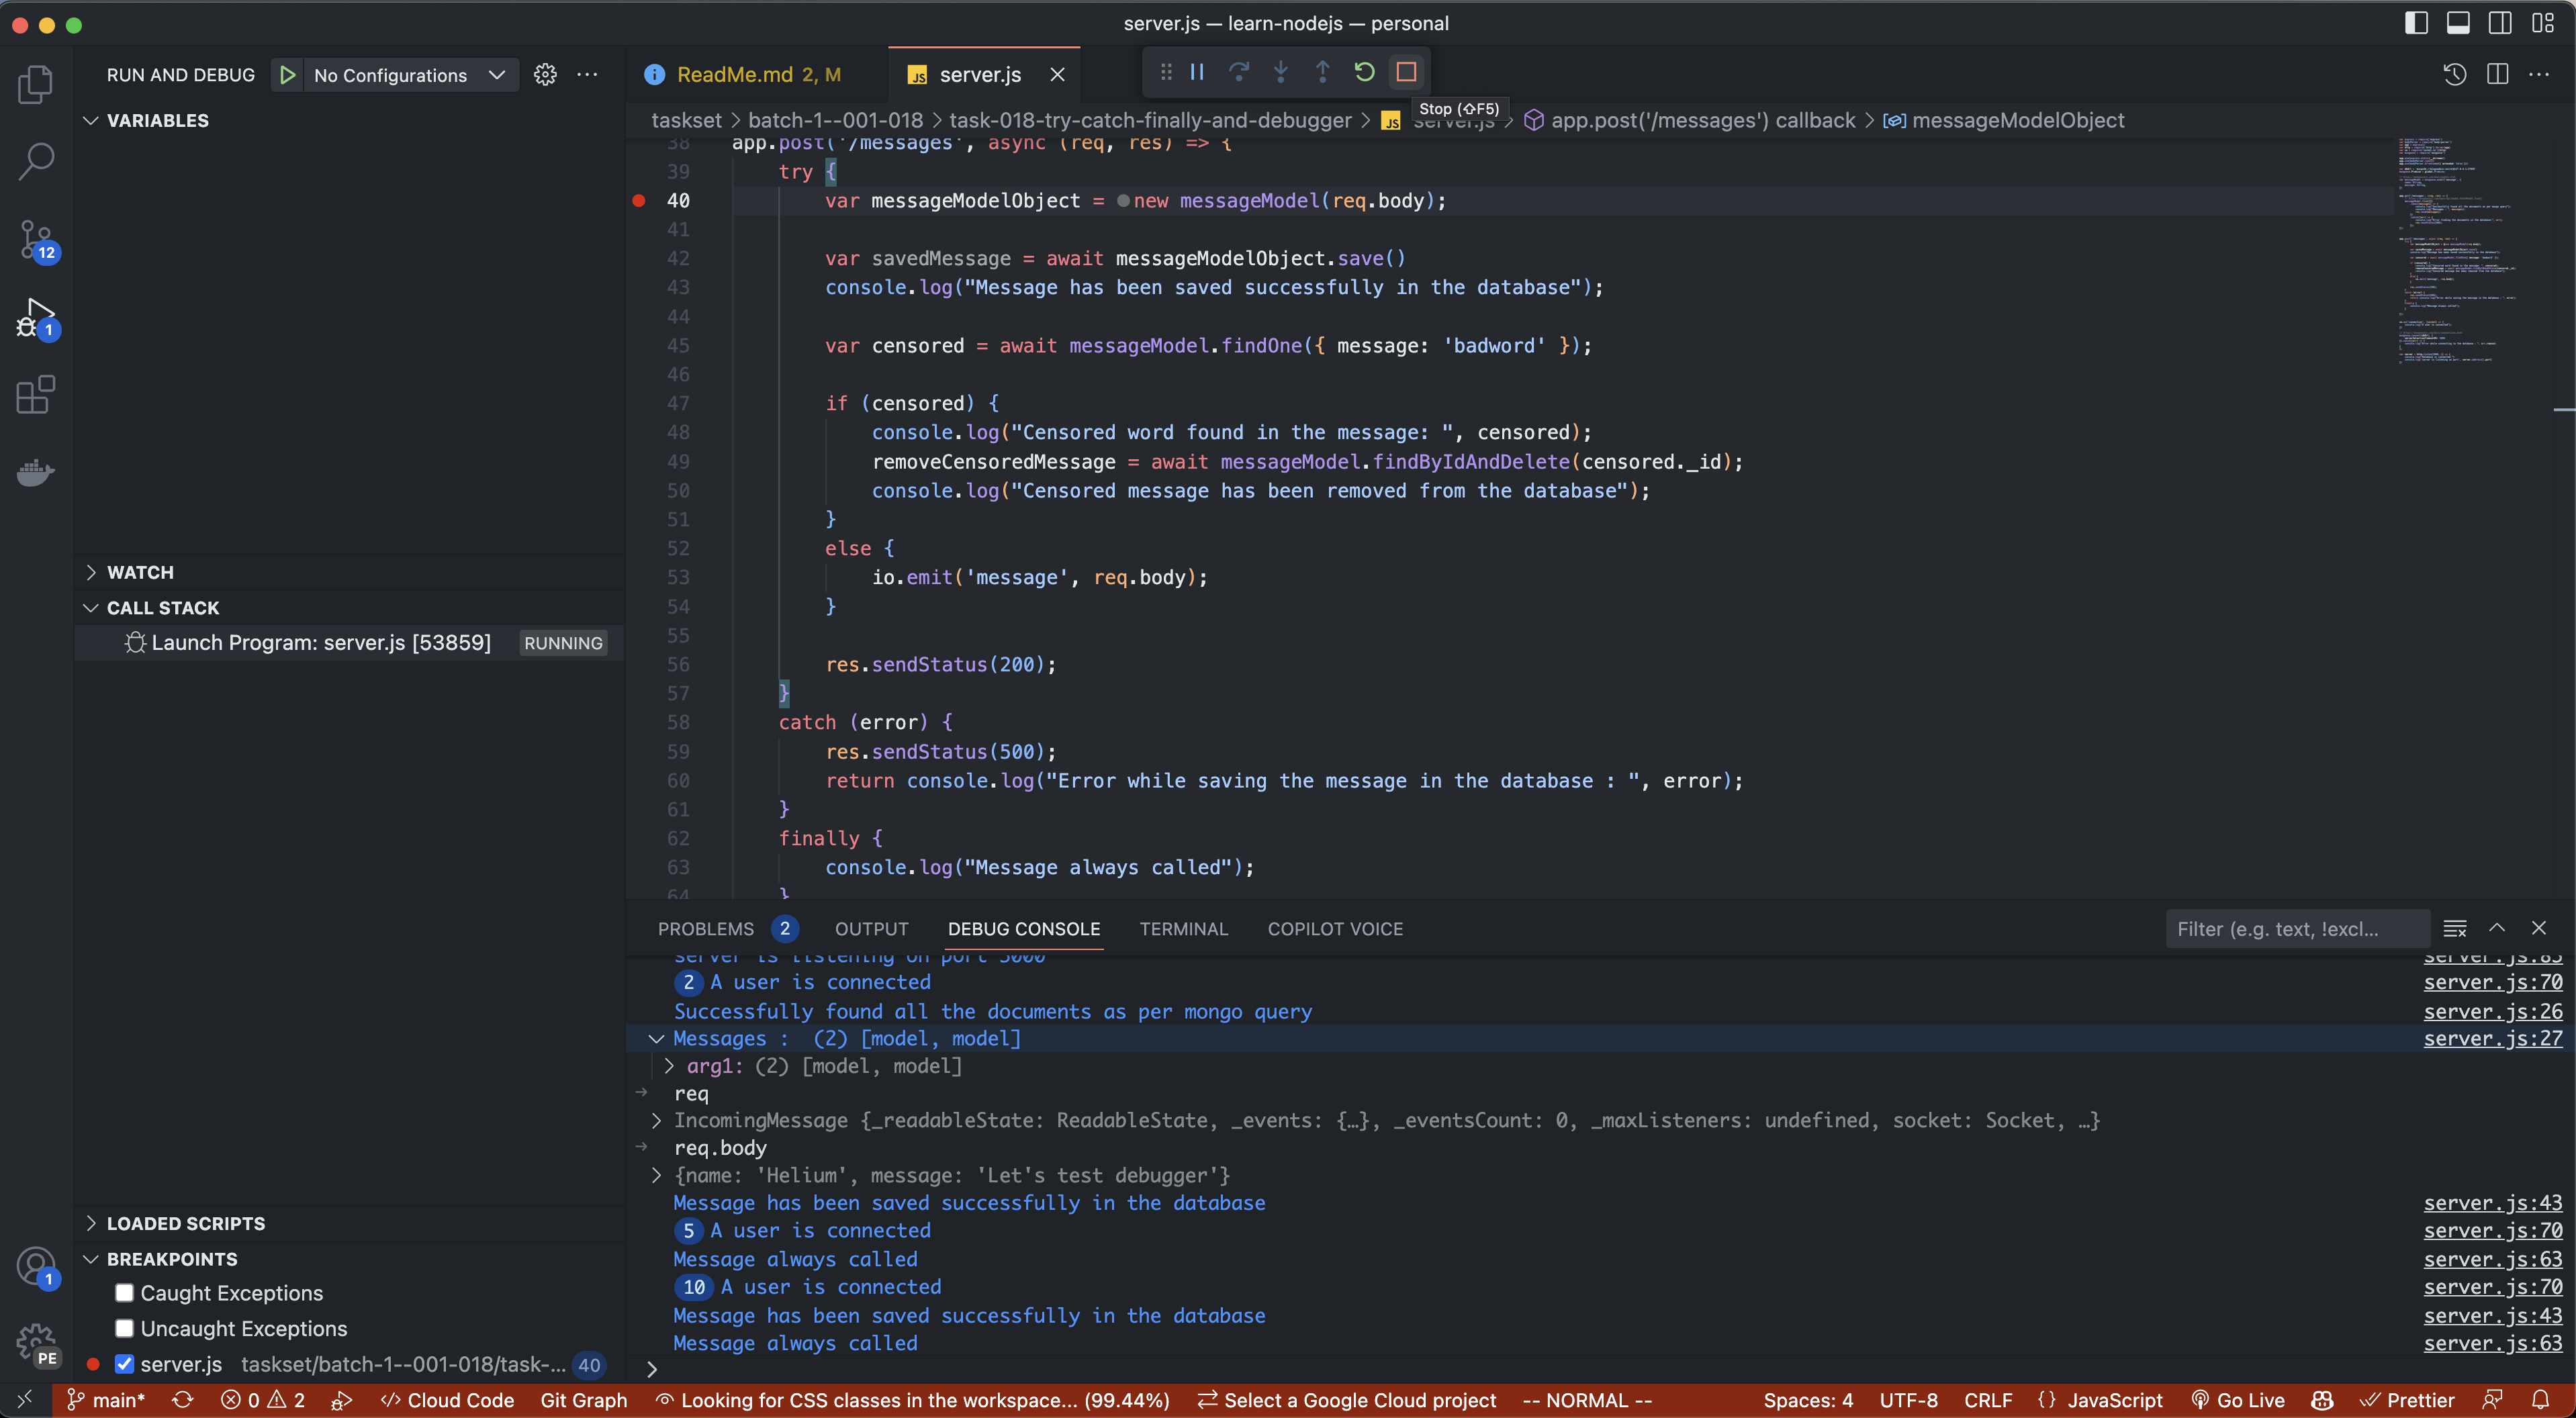 server.js — learn-nodejs — personal
RUN AND DEBUG
No Configurations
ReadMe.md 2, M
JS server.js
Stop (⇧F5)
VARIABLES
taskset > batch-1--001-018 > task-018-try-catch-finally-and-debugger > JS server.js > app.post('/messages') callback > messageModelObject
38 app.post('/messages', async (req, res) => {
39 try {
40 var messageModelObject = new messageModel(req.body);
41
42 var savedMessage = await messageModelObject.save()
43 console.log("Message has been saved successfully in the database");
44
45 var censored = await messageModel.findOne({ message: 'badword' });
46
47 if (censored) {
48 console.log("Censored word found in the message: ", censored);
49 removeCensoredMessage = await messageModel.findByIdAndDelete(censored._id);
50 console.log("Censored message has been removed from the database");
51 }
52 else {
53 io.emit('message', req.body);
54 }
55
56 res.sendStatus(200);
57 }
58 catch (error) {
59 res.sendStatus(500);
60 return console.log("Error while saving the message in the database : ", error);
61 }
62 finally {
63 console.log("Message always called");
64 }
12
1
WATCH
CALL STACK
Launch Program: server.js [53859] RUNNING
LOADED SCRIPTS
BREAKPOINTS
Caught Exceptions
Uncaught Exceptions
server.js taskset/batch-1--001-018/task-... 40
1
PE
PROBLEMS 2 OUTPUT DEBUG CONSOLE TERMINAL COPILOT VOICE
Filter (e.g. text, !excl...
server is listening on port 3000 server.js:83
2 A user is connected server.js:70
Successfully found all the documents as per mongo query server.js:26
Messages : (2) [model, model] server.js:27
arg1: (2) [model, model]
req
IncomingMessage {_readableState: ReadableState, _events: {…}, _eventsCount: 0, _maxListeners: undefined, socket: Socket, …}
req.body
{name: 'Helium', message: 'Let's test debugger'}
Message has been saved successfully in the database server.js:43
5 A user is connected server.js:70
Message always called server.js:63
10 A user is connected server.js:70
Message has been saved successfully in the database server.js:43
Message always called server.js:63
main* 0 2 Cloud Code Git Graph Looking for CSS classes in the workspace... (99.44%) Select a Google Cloud project -- NORMAL -- Spaces: 4 UTF-8 CRLF {} JavaScript Go Live Prettier